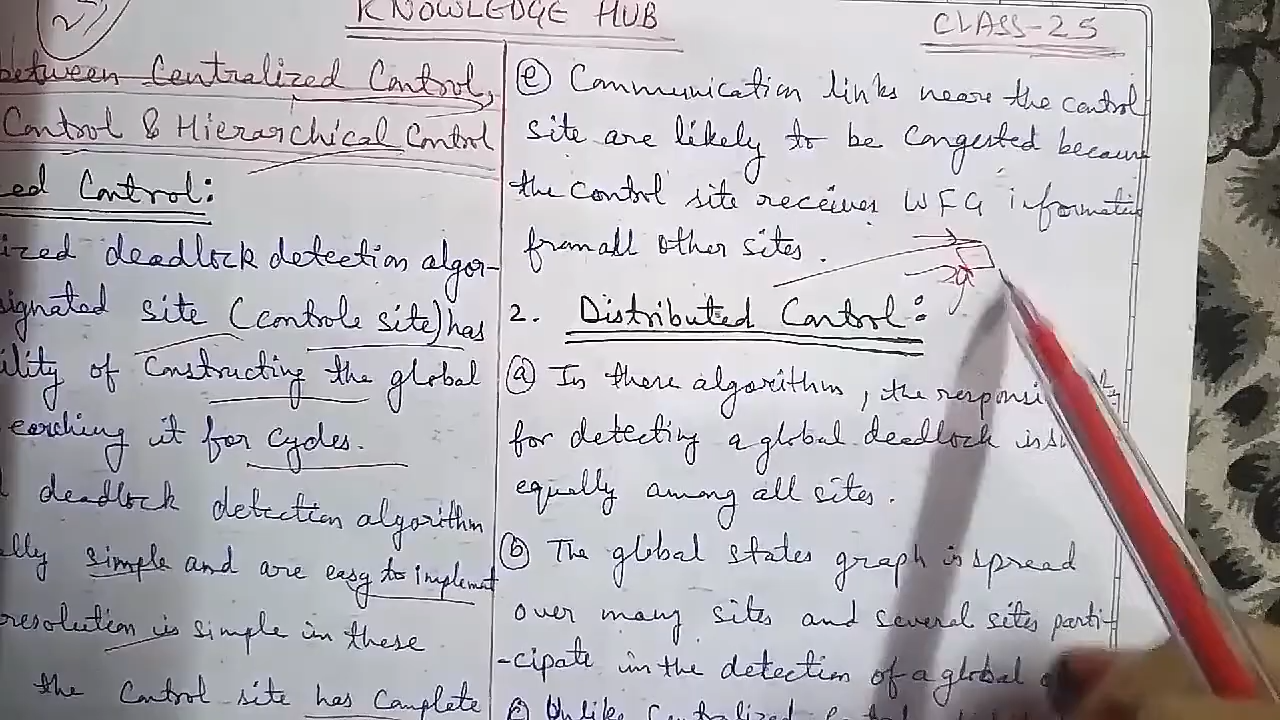 KNOWLEDGE HUB
CLASS-25
between Centralized Control,
Control & Hierarchical Control
ed Control:
ized deadlock detection algor-
signated site (controle site) has
ility of Constructing the global
earching it for cycles.
deadlock detection algorithm
ally simple and are easy to implement
resolution is simple in these
the Control site has Complete
(e) Communication links neare the control
site are likely to be Congested because
the control site receives WFG information
from all other sites.
2. Distributed Control:
(a) In these algorithm, the responsi
for detecting a global deadlock is
equally among all sites.
(b) The global states graph is spread
over many sites and several sites parti-
-cipate in the detection of a global
Unlike Centralized